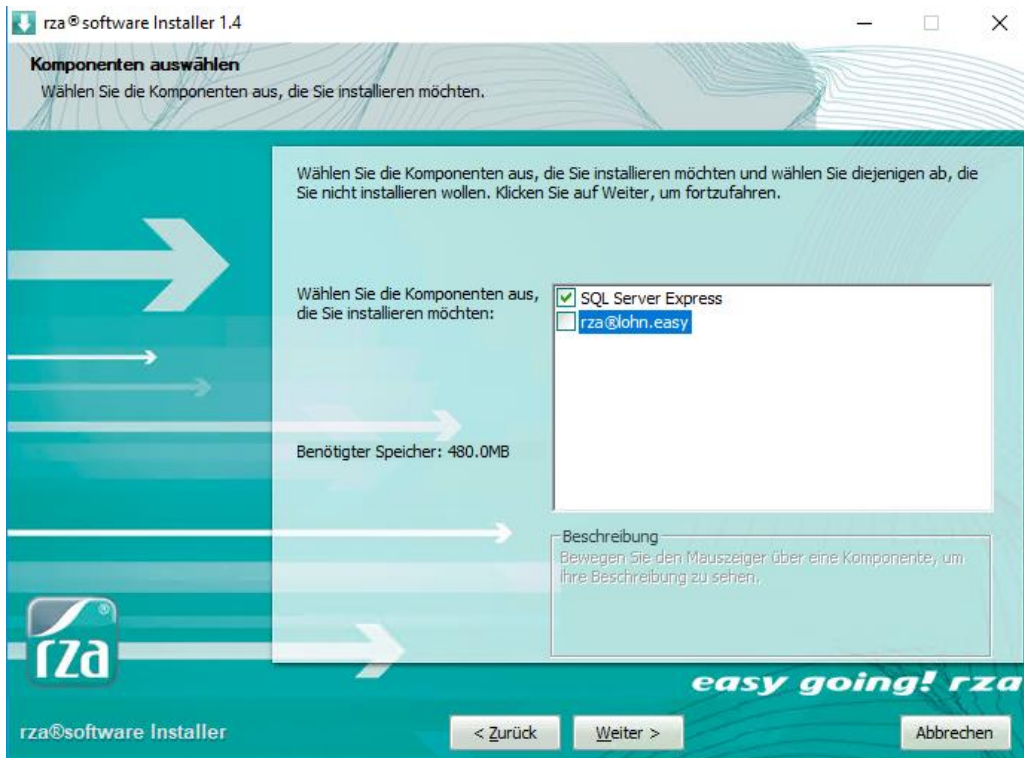 rza® software Installer 1.4
Komponenten auswählen
Wählen Sie die Komponenten aus, die Sie installieren möchten.
Wählen Sie die Komponenten aus, die Sie installieren möchten und wählen Sie diejenigen ab, die
Sie nicht installieren wollen. Klicken Sie auf Weiter, um fortzufahren.
Wählen Sie die Komponenten aus,
die Sie installieren möchten:
SQL Server Express
rza®lohn.easy
Benötigter Speicher: 480.0MB
Beschreibung
Bewegen Sie den Mauszeiger über eine Komponente, um
ihre Beschreibung zu sehen.
rza®
easy going! rza
rza®software Installer
< Zurück
Weiter >
Abbrechen